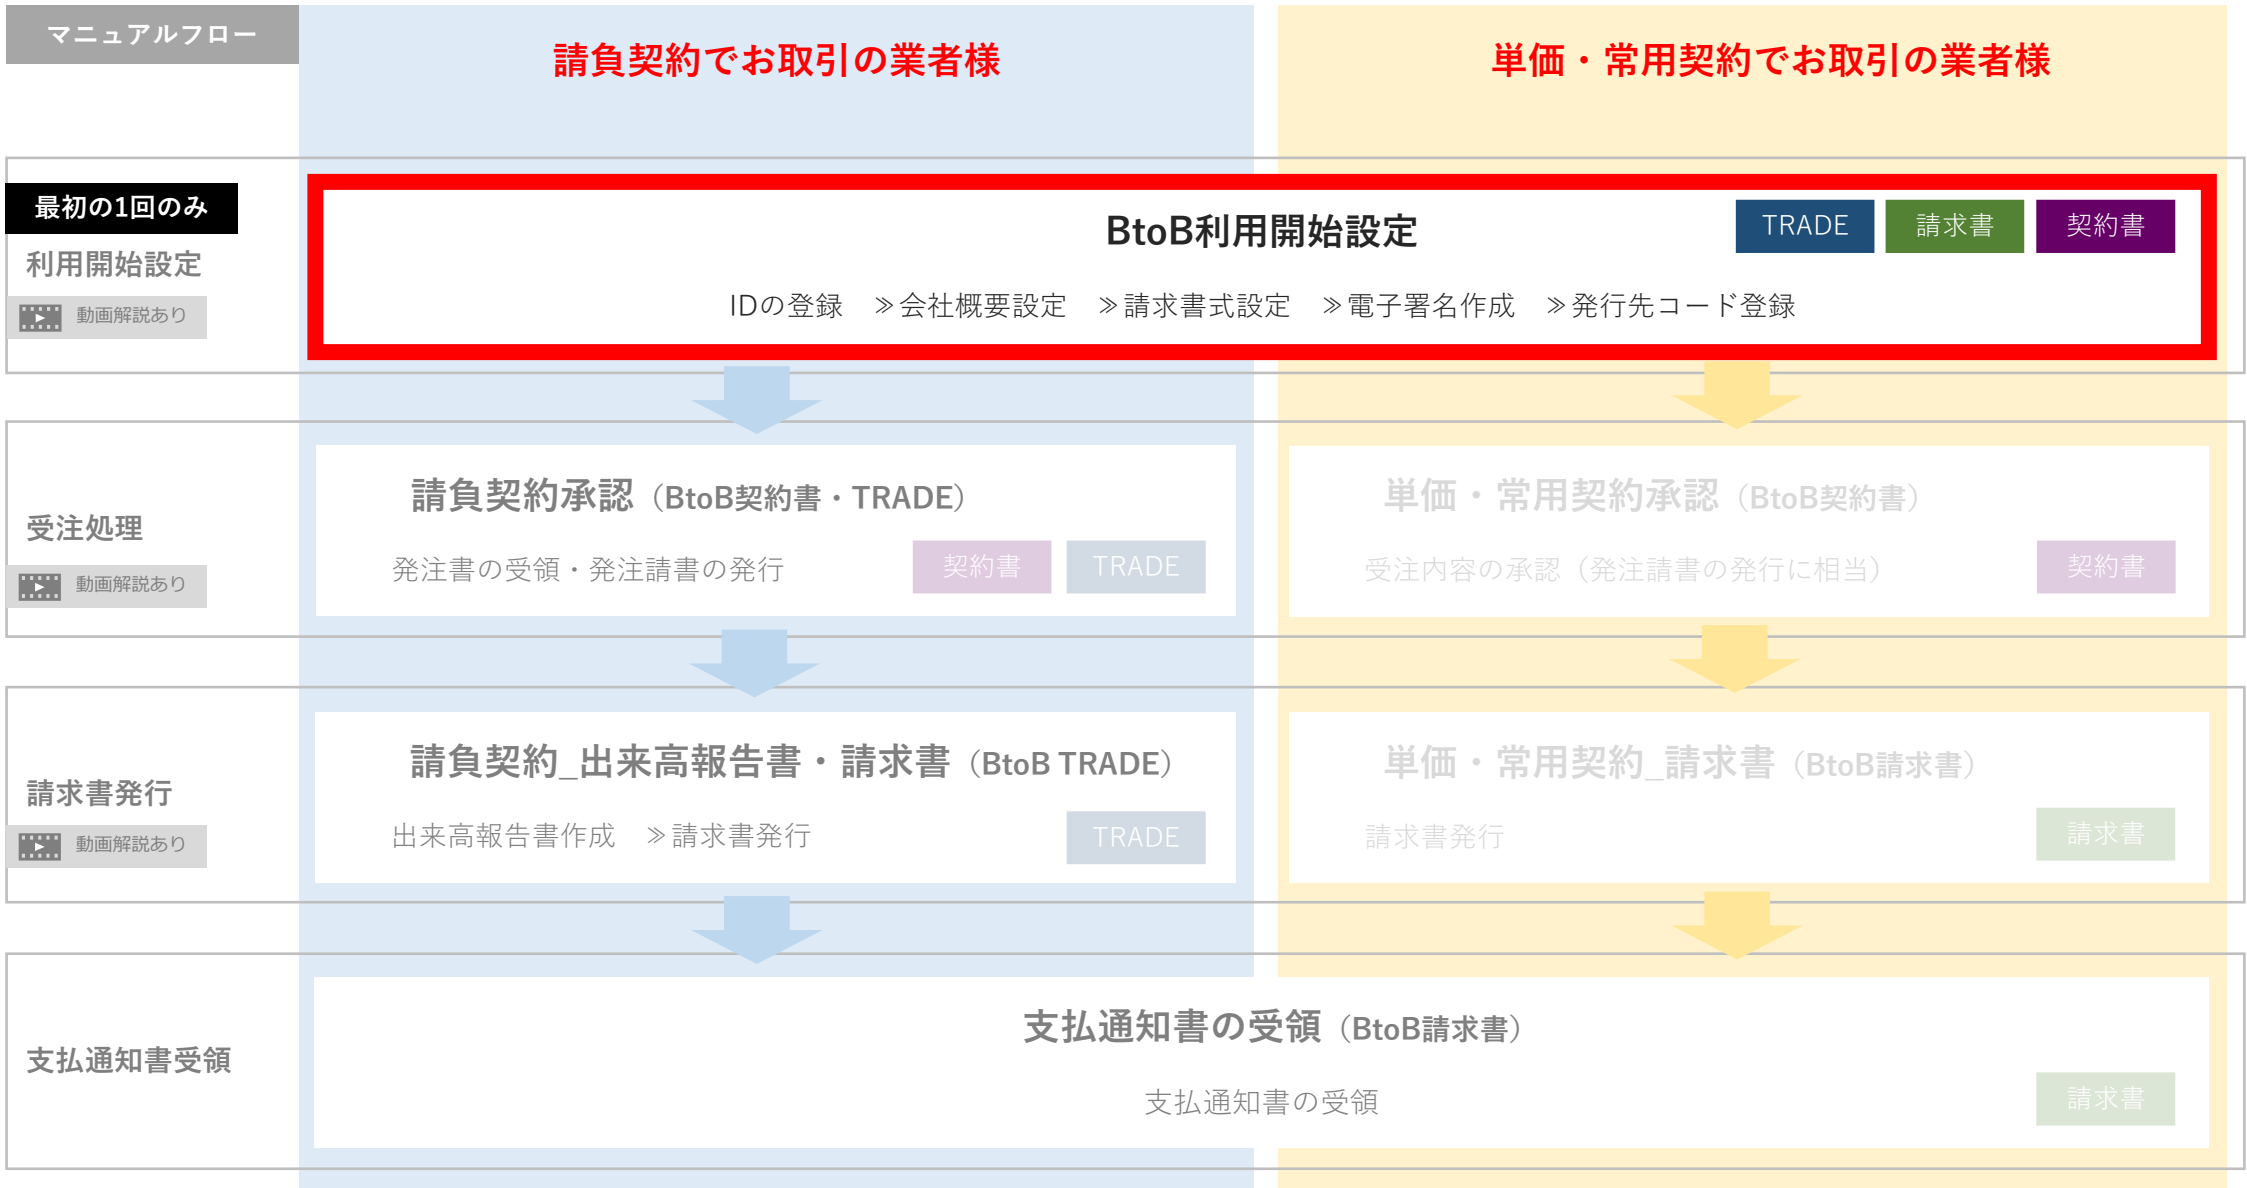 マニュアルフロー
請負契約でお取引の業者様
単価・常用契約でお取引の業者様
最初の1回のみ
利用開始設定
動画解説あり
BtoB利用開始設定
TRADE
請求書
契約書
IDの登録 ≫会社概要設定 ≫請求書式設定 ≫電子署名作成 ≫発行先コード登録
受注処理
動画解説あり
請負契約承認（BtoB契約書・TRADE）
発注書の受領・発注請書の発行
契約書
TRADE
単価・常用契約承認（BtoB契約書）
受注内容の承認（発注請書の発行に相当）
契約書
請求書発行
動画解説あり
請負契約_出来高報告書・請求書（BtoB TRADE）
出来高報告書作成 ≫請求書発行
TRADE
単価・常用契約_請求書（BtoB請求書）
請求書発行
請求書
支払通知書受領
支払通知書の受領（BtoB請求書）
支払通知書の受領
請求書